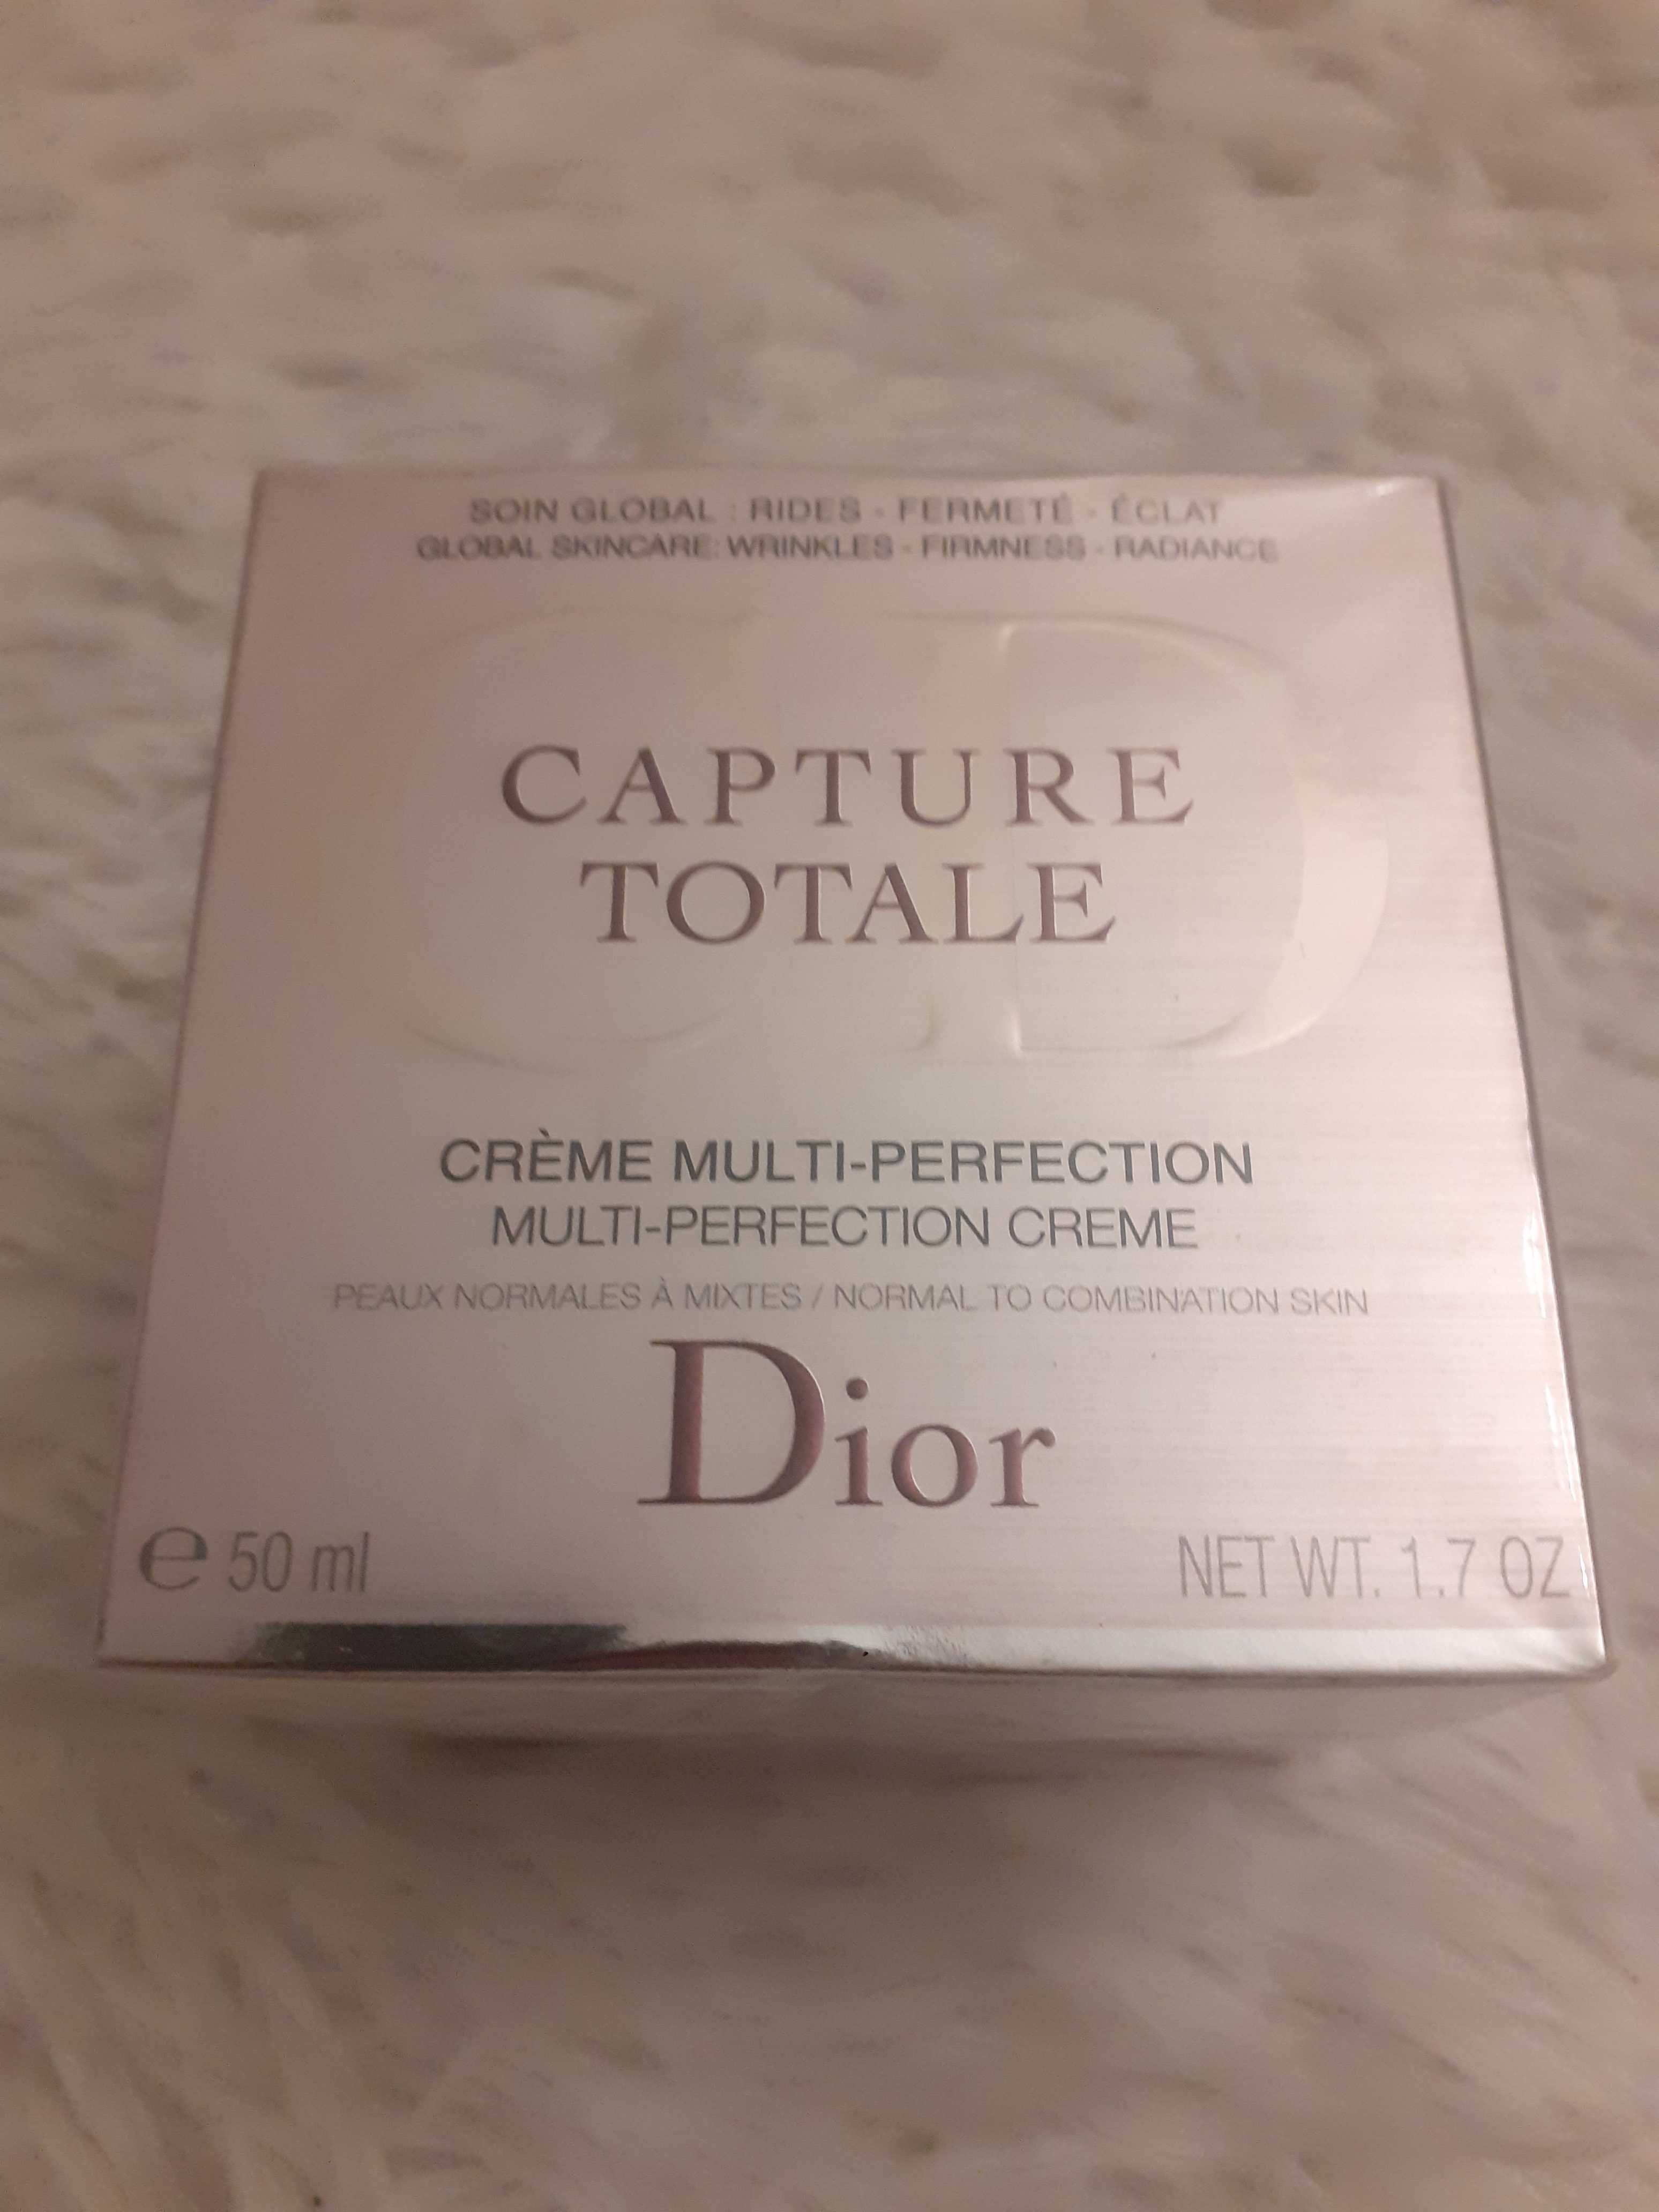 SOIN GLOBAL : RIDES - FERMETÉ - ÉCLAT
GLOBAL SKINCARE: WRINKLES - FIRMNESS - RADIANCE
CD
CAPTURE
TOTALE
CRÈME MULTI-PERFECTION
MULTI-PERFECTION CREME
PEAUX NORMALES À MIXTES / NORMAL TO COMBINATION SKIN
Dior
e 50 ml NET WT. 1.7 OZ